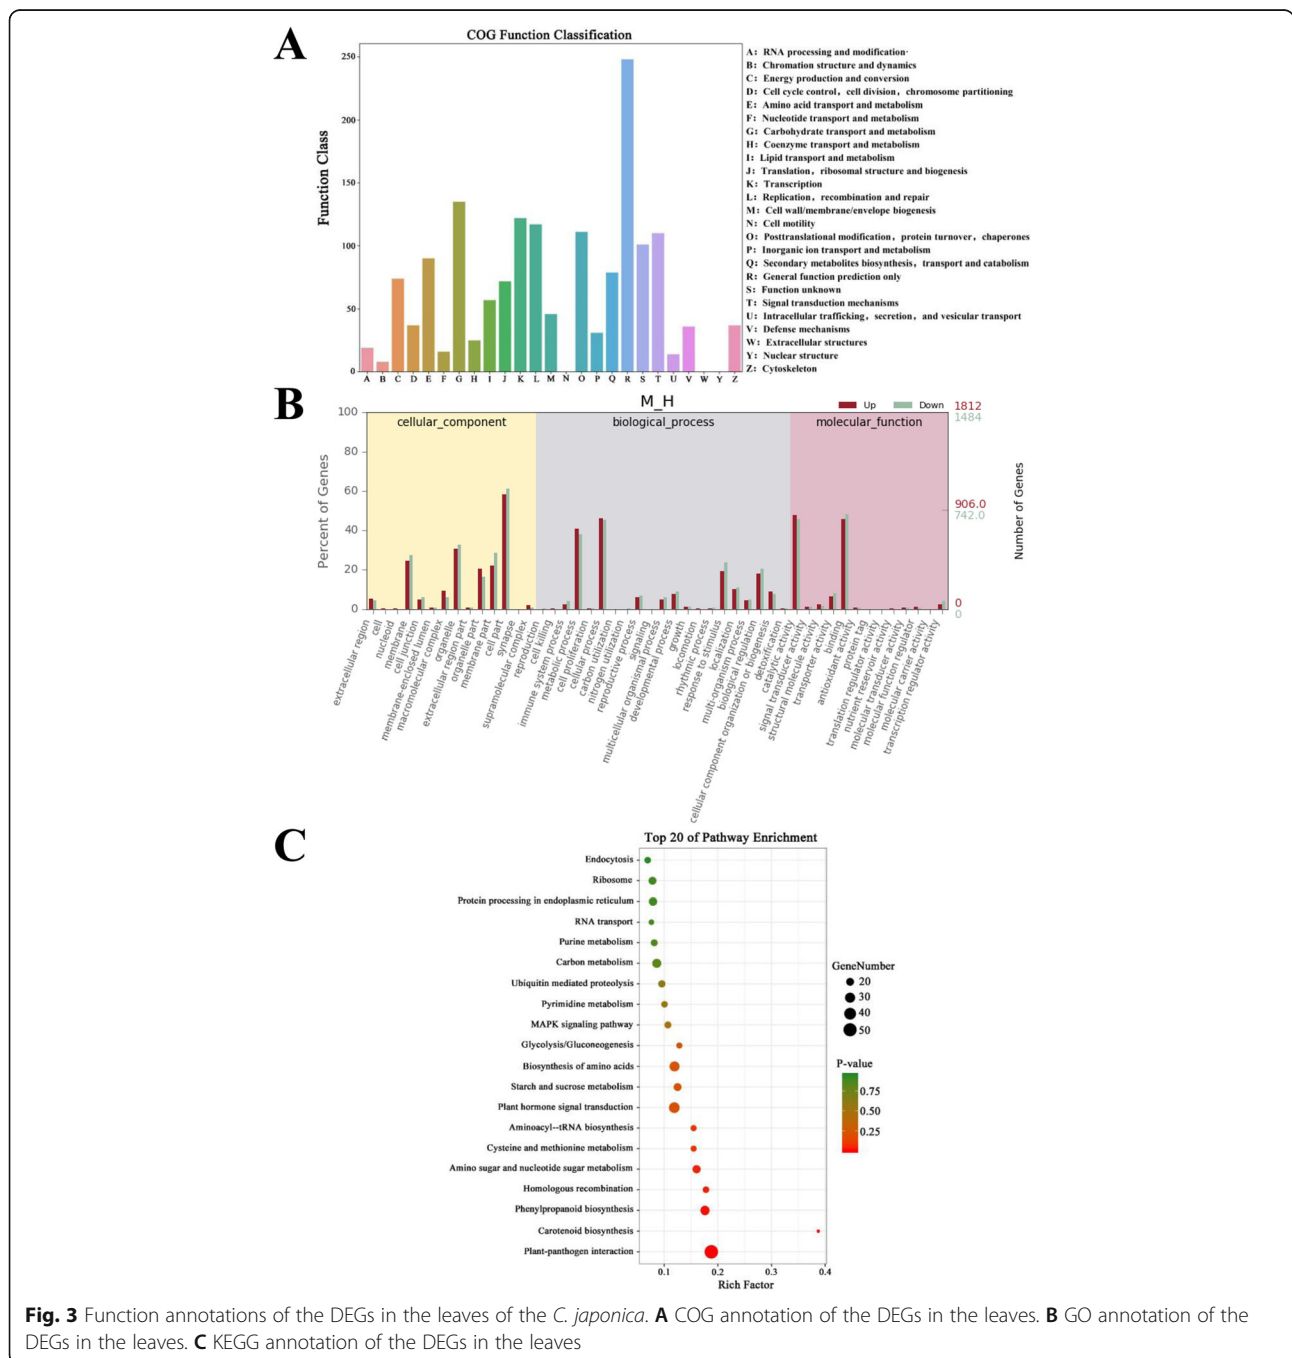 A
COG Function Classification
Function Class
250
200
150
100
50
0
A B C D E F G H I J K L M N O P Q R S T U V W Y Z
A: RNA processing and modification·
B: Chromation structure and dynamics
C: Energy production and conversion
D: Cell cycle control, cell division, chromosome partitioning
E: Amino acid transport and metabolism
F: Nucleotide transport and metabolism
G: Carbohydrate transport and metabolism
H: Coenzyme transport and metabolism
I: Lipid transport and metabolism
J: Translation, ribosomal structure and biogenesis
K: Transcription
L: Replication, recombination and repair
M: Cell wall/membrane/envelope biogenesis
N: Cell motility
O: Posttranslational modification, protein turnover, chaperones
P: Inorganic ion transport and metabolism
Q: Secondary metabolites biosynthesis, transport and catabolism
R: General function prediction only
S: Function unknown
T: Signal transduction mechanisms
U: Intracellular trafficking, secretion, and vesicular transport
V: Defense mechanisms
W: Extracellular structures
Y: Nuclear structure
Z: Cytoskeleton
B
M_H
Up
Down
cellular_component
biological_process
molecular_function
Percent of Genes
100
80
60
40
20
0
1812
1484
906.0
742.0
0
0
Number of Genes
extracellular region
cell
nucleoid
membrane
cell junction
membrane-enclosed lumen
macromolecular complex
organelle
extracellular region part
organelle part
membrane part
cell part
synapse
supramolecular complex
reproduction
cell killing
immune system process
metabolic process
cell proliferation
cellular process
carbon utilization
nitrogen utilization
reproductive process
signaling
multicellular organismal process
developmental process
growth
locomotion
rhythmic process
response to stimulus
localization
multi-organism process
biological regulation
cellular component organization or biogenesis
detoxification
catalytic activity
signal transducer activity
structural molecule activity
transporter activity
binding
antioxidant activity
protein tag
translation regulator activity
nutrient reservoir activity
molecular transducer activity
molecular function regulator
molecular carrier activity
transcription regulator activity
C
Top 20 of Pathway Enrichment
Endocytosis
Ribosome
Protein processing in endoplasmic reticulum
RNA transport
Purine metabolism
Carbon metabolism
Ubiquitin mediated proteolysis
Pyrimidine metabolism
MAPK signaling pathway
Glycolysis/Gluconeogenesis
Biosynthesis of amino acids
Starch and sucrose metabolism
Plant hormone signal transduction
Aminoacyl--tRNA biosynthesis
Cysteine and methionine metabolism
Amino sugar and nucleotide sugar metabolism
Homologous recombination
Phenylpropanoid biosynthesis
Carotenoid biosynthesis
Plant-panthogen interaction
0.1 0.2 0.3 0.4
Rich Factor
GeneNumber
20
30
40
50
P-value
0.75
0.50
0.25
Fig. 3 Function annotations of the DEGs in the leaves of the C. japonica. A COG annotation of the DEGs in the leaves. B GO annotation of the
DEGs in the leaves. C KEGG annotation of the DEGs in the leaves